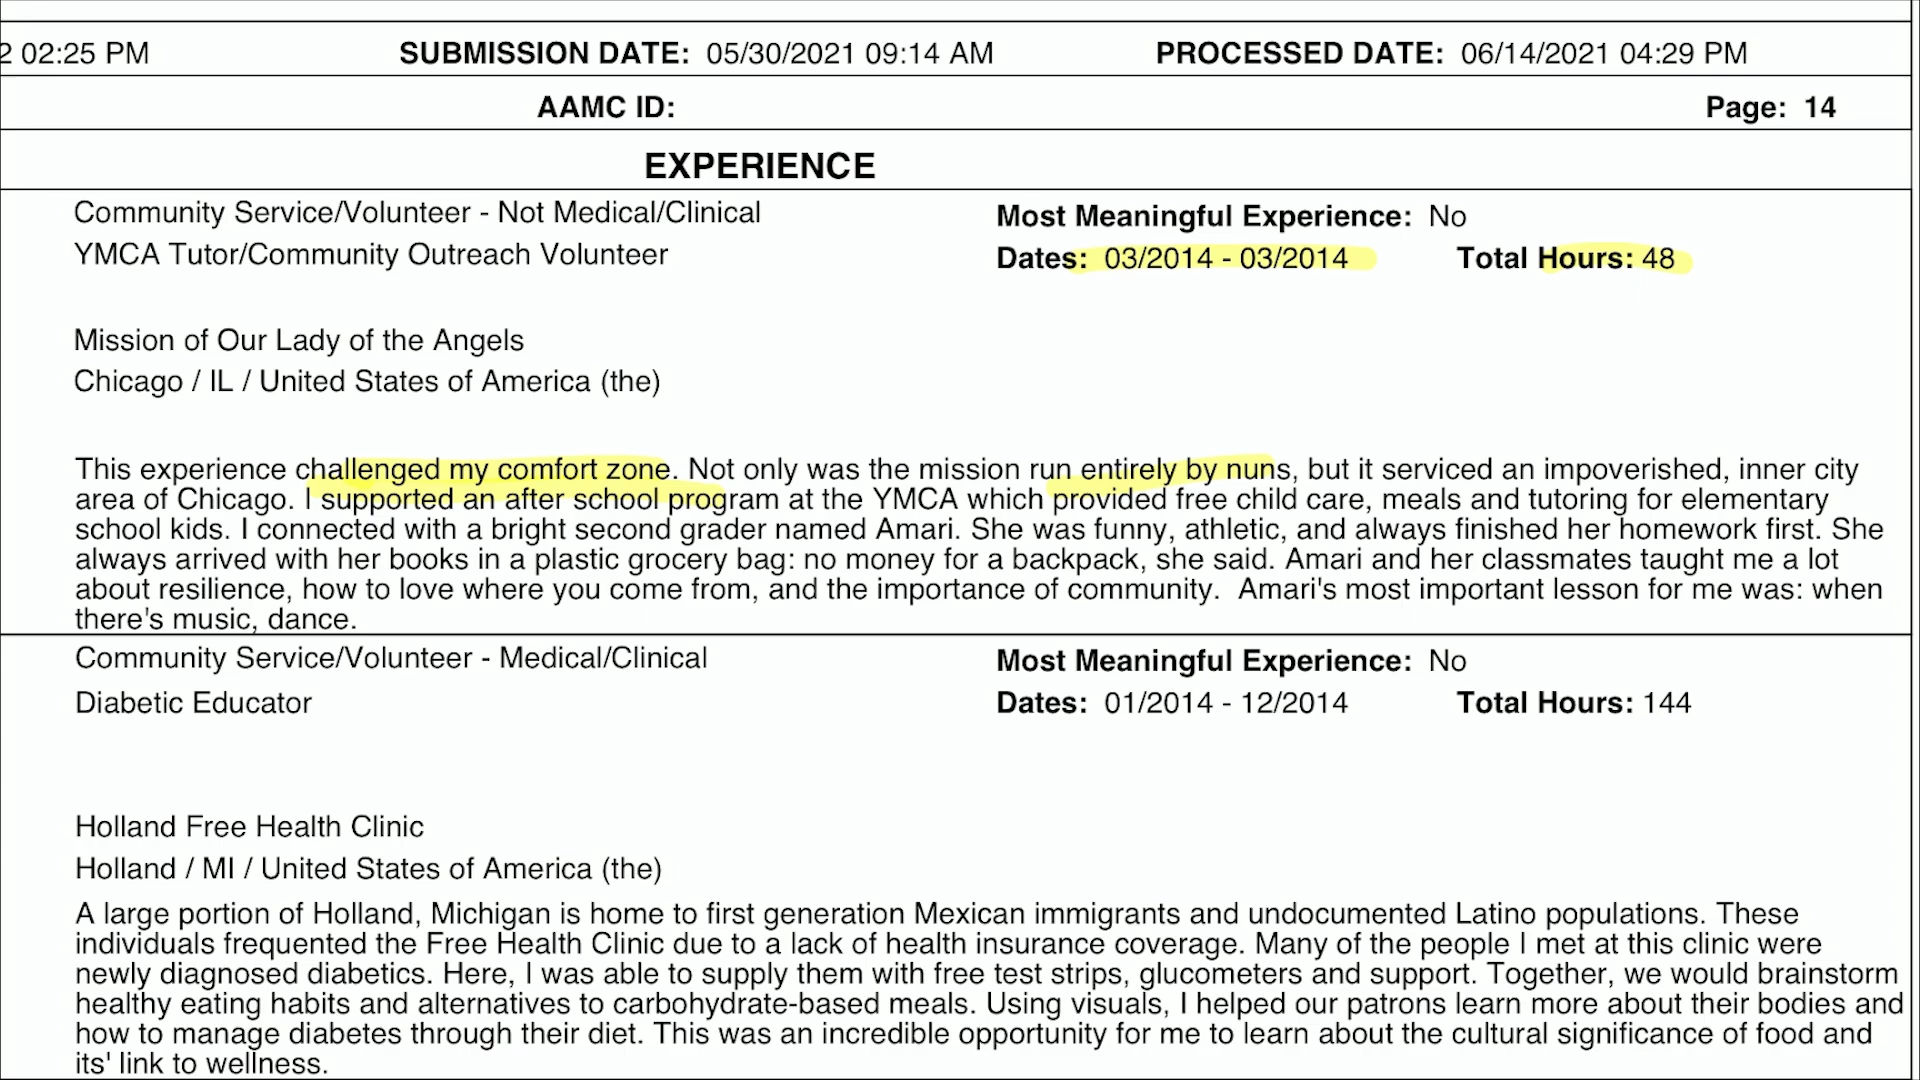 2 02:25 PM SUBMISSION DATE: 05/30/2021 09:14 AM PROCESSED DATE: 06/14/2021 04:29 PM
AAMC ID: Page: 14
EXPERIENCE
Community Service/Volunteer - Not Medical/Clinical Most Meaningful Experience: No
YMCA Tutor/Community Outreach Volunteer Dates: 03/2014 - 03/2014 Total Hours: 48
Mission of Our Lady of the Angels
Chicago / IL / United States of America (the)
This experience challenged my comfort zone. Not only was the mission run entirely by nuns, but it serviced an impoverished, inner city
area of Chicago. I supported an after school program at the YMCA which provided free child care, meals and tutoring for elementary
school kids. I connected with a bright second grader named Amari. She was funny, athletic, and always finished her homework first. She
always arrived with her books in a plastic grocery bag: no money for a backpack, she said. Amari and her classmates taught me a lot
about resilience, how to love where you come from, and the importance of community. Amari's most important lesson for me was: when
there's music, dance.
Community Service/Volunteer - Medical/Clinical Most Meaningful Experience: No
Diabetic Educator Dates: 01/2014 - 12/2014 Total Hours: 144
Holland Free Health Clinic
Holland / MI / United States of America (the)
A large portion of Holland, Michigan is home to first generation Mexican immigrants and undocumented Latino populations. These
individuals frequented the Free Health Clinic due to a lack of health insurance coverage. Many of the people I met at this clinic were
newly diagnosed diabetics. Here, I was able to supply them with free test strips, glucometers and support. Together, we would brainstorm
healthy eating habits and alternatives to carbohydrate-based meals. Using visuals, I helped our patrons learn more about their bodies and
how to manage diabetes through their diet. This was an incredible opportunity for me to learn about the cultural significance of food and
its' link to wellness.